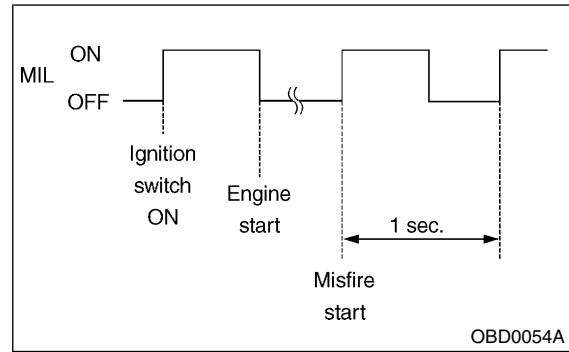 ON
MIL
OFF
Ignition
switch
ON
Engine
start
1 sec.
Misfire
start
OBD0054A